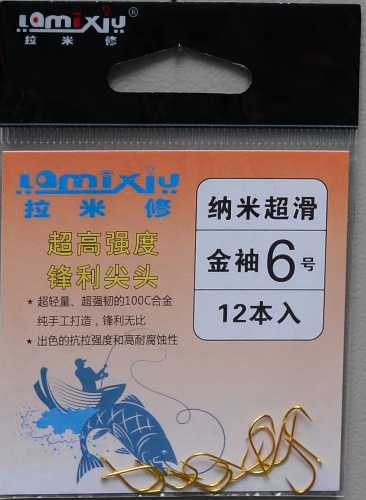 Lamixiu®
拉米修
Lamixiu
拉米修
超高强度
锋利尖头
★ 超轻量、超强韧的100C合金
纯手工打造，锋利无比
★ 出色的抗拉强度和高耐腐蚀性
纳米超滑
金袖6号
12本入